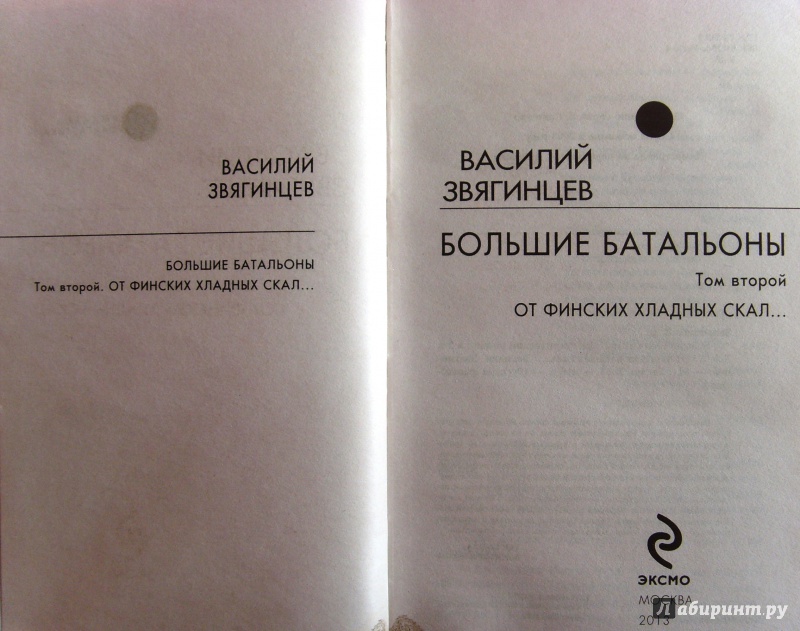 ВАСИЛИЙ
ЗВЯГИНЦЕВ
БОЛЬШИЕ БАТАЛЬОНЫ
Том второй. ОТ ФИНСКИХ ХЛАДНЫХ СКАЛ...
ВАСИЛИЙ
ЗВЯГИНЦЕВ
БОЛЬШИЕ БАТАЛЬОНЫ
Том второй
ОТ ФИНСКИХ ХЛАДНЫХ СКАЛ...
ЭКСМО
МОСКВА
2013
Лабиринт.ру